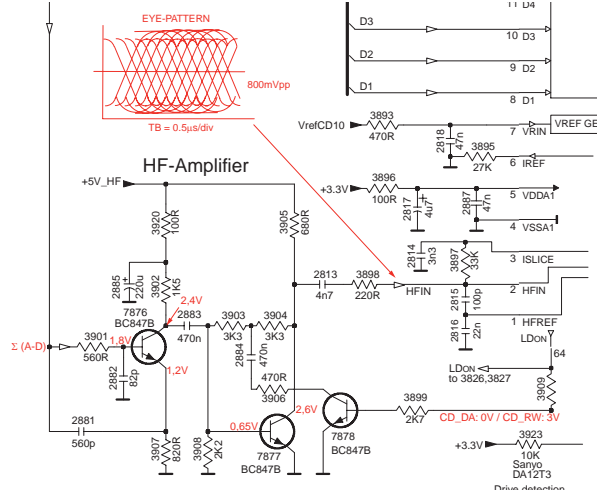 EYE-PATTERN
800mVpp
TB = 0.5µs/div
11 D4
D3
10 D3
D2
9 D2
D1
8 D1
VrefCD10
3893
470R
2818
47n
7 VRIN
VREF GE
3895
27K
6 IREF
HF-Amplifier
+5V_HF
+3.3V
3896
100R
2817
4u7
2887
47n
5 VDDA1
4 VSSA1
3920
100R
3905
680R
2814
3n3
3897
33K
3 ISLICE
2885
220u
3902
1K5
2813
4n7
3898
220R
HFIN
2 HFIN
2815
100p
2816
22n
1 HFREF
2,4V
7876
BC847B
2883
470n
3903
3K3
3904
3K3
LDON
64
Σ (A-D)
3901
560R
1,8V
2882
82p
1,2V
2884
470n
470R
3906
LDON
to 3826,3827
3909
2881
560p
0,65V
2,6V
3899
2K7
CD_DA: 0V / CD_RW: 3V
3907
820R
3908
2K2
7877
BC847B
7878
BC847B
+3.3V
3923
10K
Sanyo
DA12T3
Drive detection